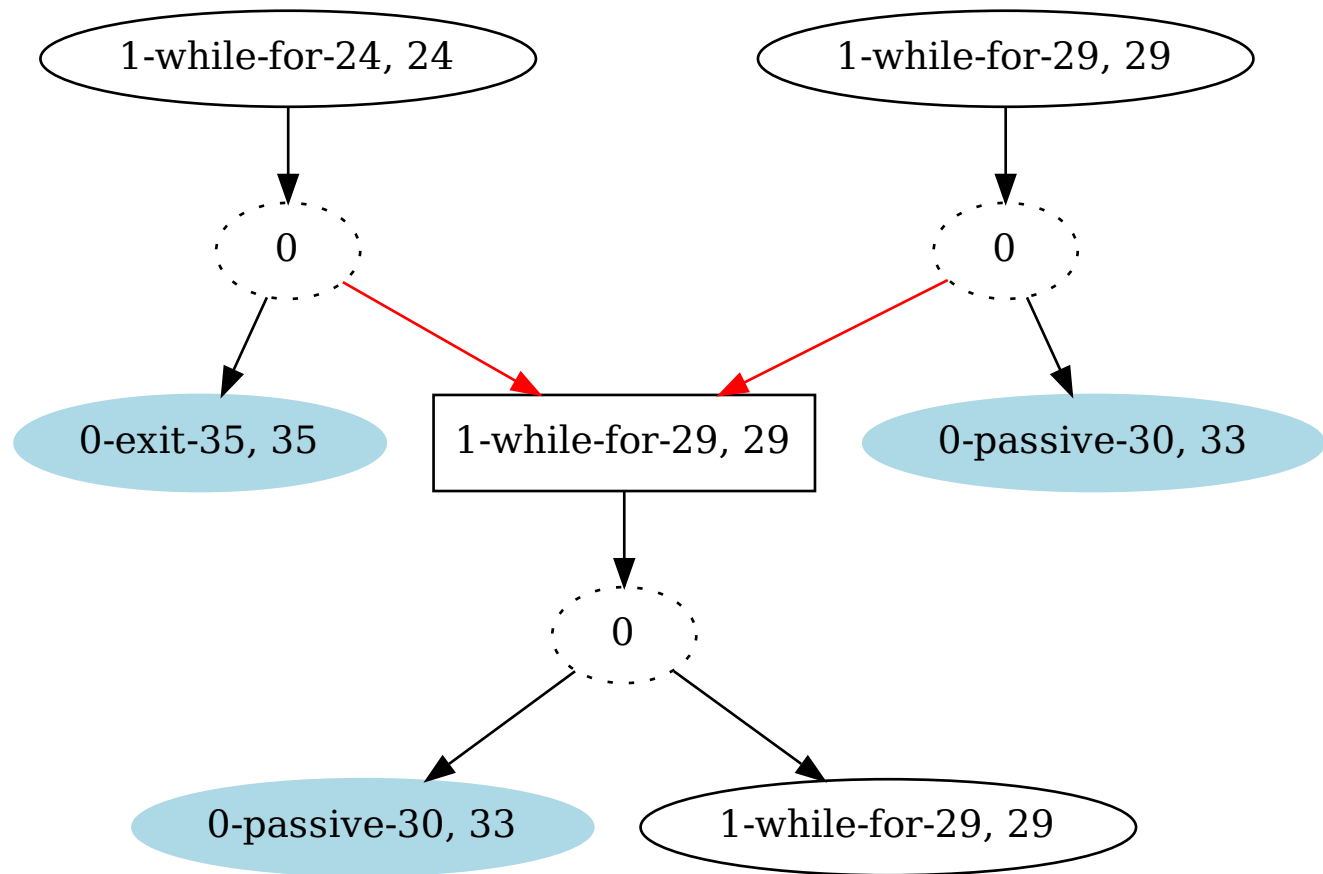 1-while-for-24, 24
1-while-for-29, 29
0
0
0-exit-35, 35
1-while-for-29, 29
0-passive-30, 33
0
0-passive-30, 33
1-while-for-29, 29